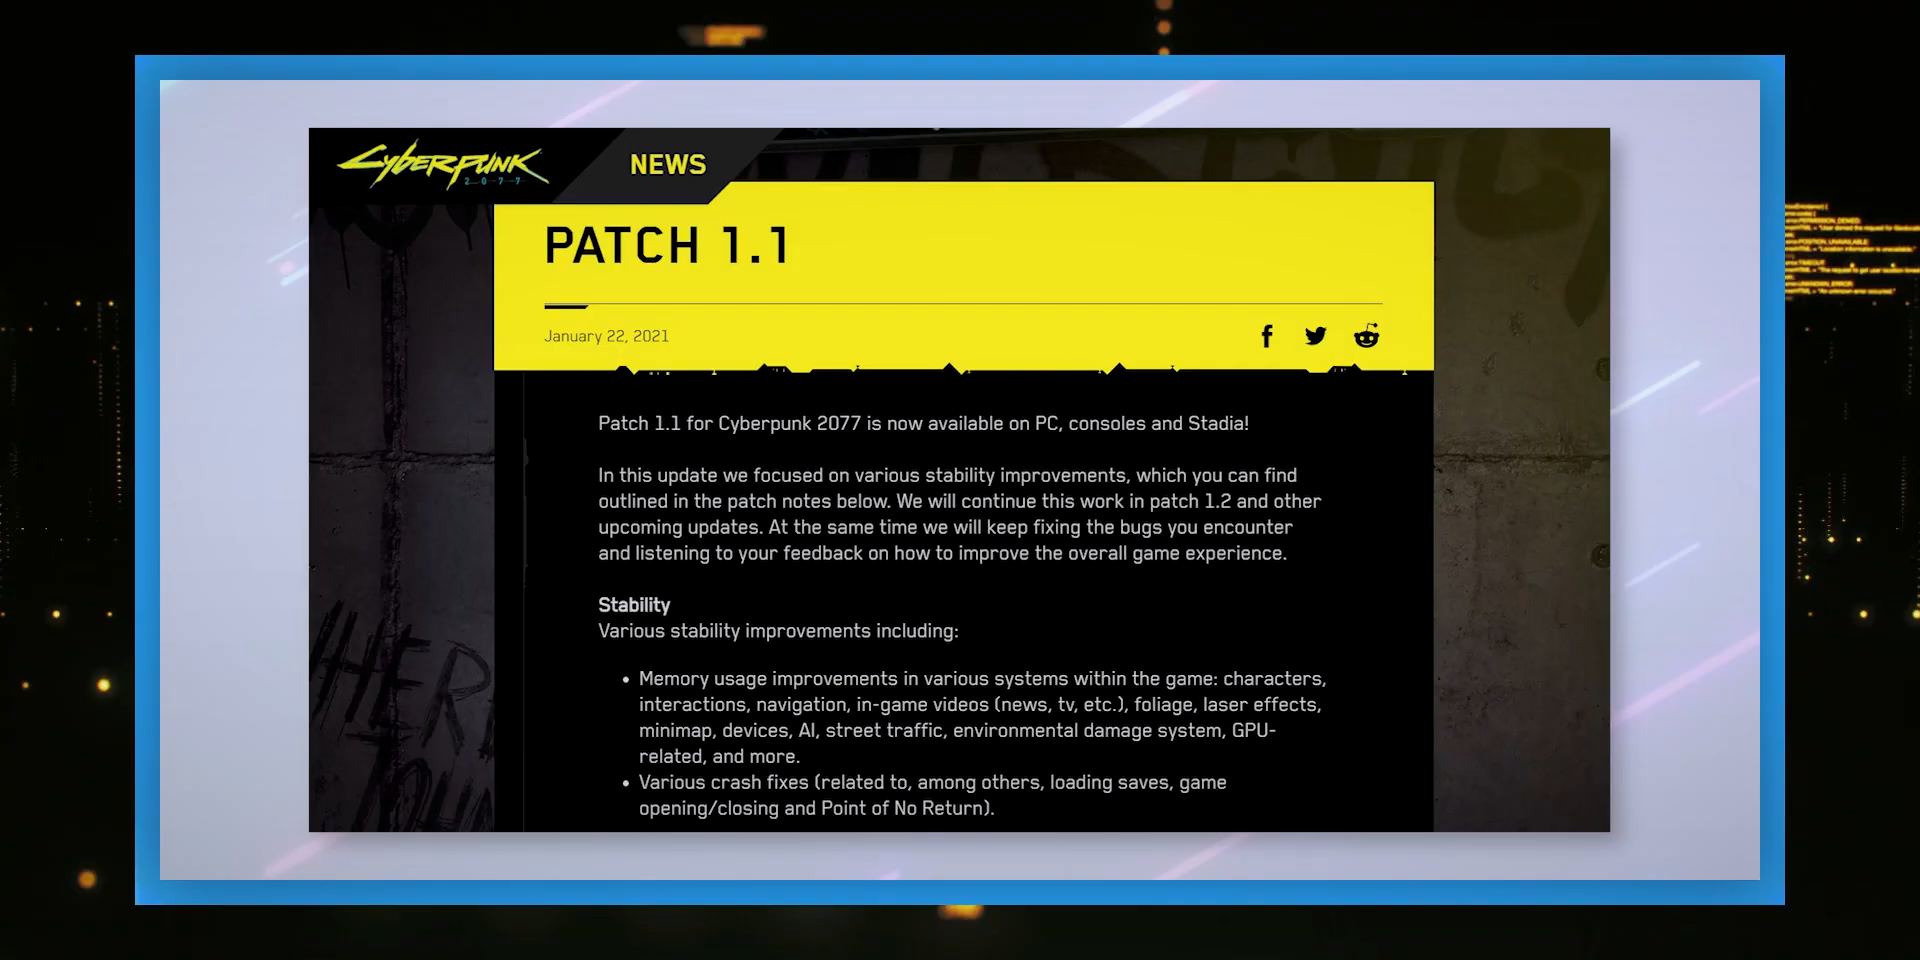 CYBERPUNK
2077
NEWS
PATCH 1.1
January 22, 2021
Patch 1.1 for Cyberpunk 2077 is now available on PC, consoles and Stadia!
In this update we focused on various stability improvements, which you can find
outlined in the patch notes below. We will continue this work in patch 1.2 and other
upcoming updates. At the same time we will keep fixing the bugs you encounter
and listening to your feedback on how to improve the overall game experience.
Stability
Various stability improvements including:
• Memory usage improvements in various systems within the game: characters,
interactions, navigation, in-game videos (news, tv, etc.), foliage, laser effects,
minimap, devices, AI, street traffic, environmental damage system, GPU-
related, and more.
• Various crash fixes (related to, among others, loading saves, game
opening/closing and Point of No Return).